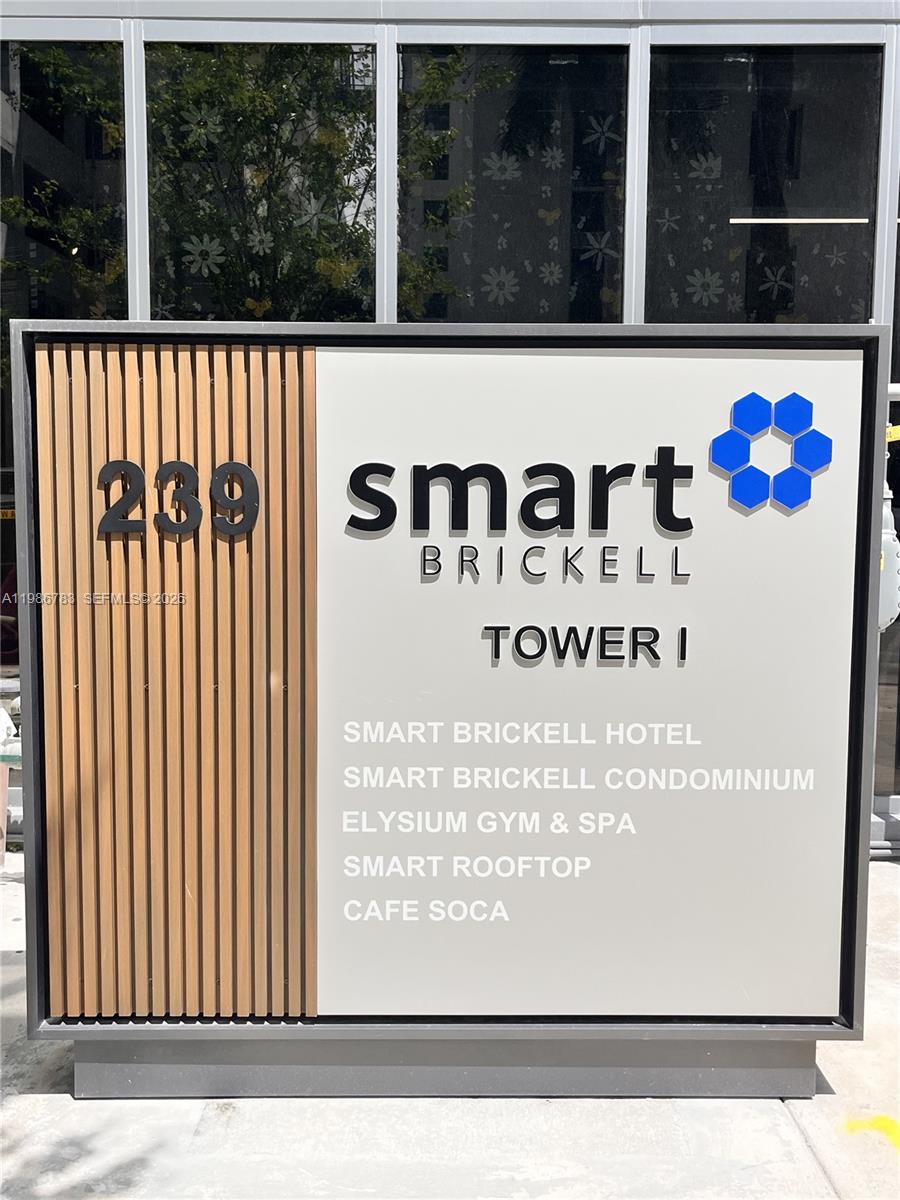 239
smart
BRICKELL
TOWER I
SMART BRICKELL HOTEL
SMART BRICKELL CONDOMINIUM
ELYSIUM GYM & SPA
SMART ROOFTOP
CAFE SOCA
A11986783 SEFMLS© 2026